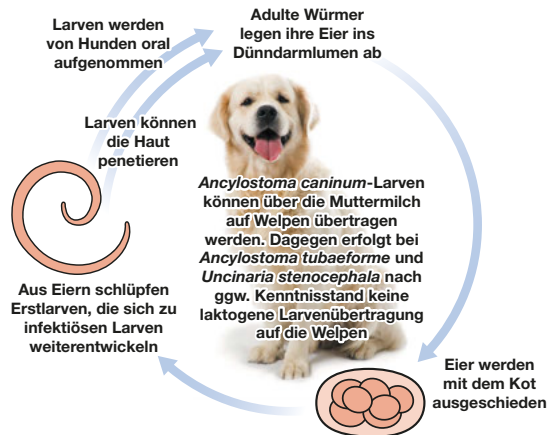 Larven werden
von Hunden oral
aufgenommen
Adulte Würmer
legen ihre Eier ins
Dünndarmlumen ab
Larven können
die Haut
penetieren
Ancylostoma caninum-Larven
können über die Muttermilch
auf Welpen übertragen
werden. Dagegen erfolgt bei
Ancylostoma tubaeforme und
Uncinaria stenocephala nach
ggw. Kenntnisstand keine
laktogene Larvenübertragung
auf die Welpen
Aus Eiern schlüpfen
Erstlarven, die sich zu
infektiösen Larven
weiterentwickeln
Eier werden
mit dem Kot
ausgeschieden